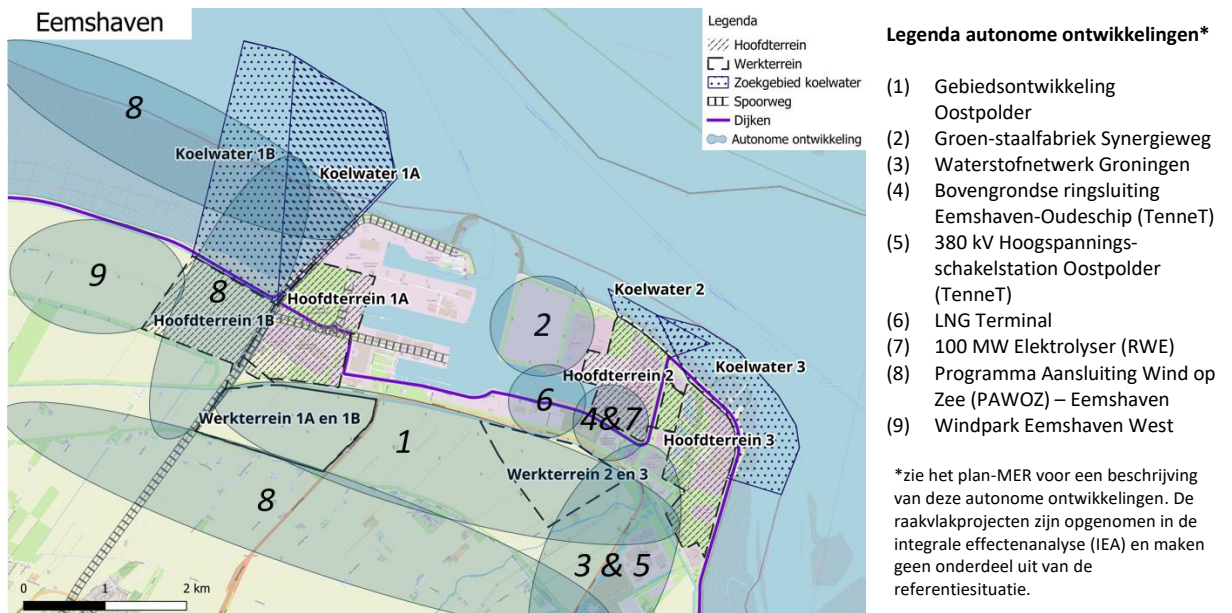 Eemshaven
Legenda
Hoofdterrein
Werkterrein
Zoekgebied koelwater
Spoorweg
Dijken
Autonome ontwikkeling
8
Koelwater 1B
Koelwater 1A
9
8
Hoofdterrein 1A
Hoofdterrein 1B
Koelwater 2
2
Koelwater 3
Hoofdterrein 2
6
4&7
Werkterrein 1A en 1B
1
Hoofdterrein 3
Werkterrein 2 en 3
8
3 & 5
0 1 2 km
Legenda autonome ontwikkelingen*
(1) Gebiedsontwikkeling
Oostpolder
(2) Groen-staalfabriek Synergieweg
(3) Waterstofnetwerk Groningen
(4) Bovengrondse ringsluiting
Eemshaven-Oudeschip (TenneT)
(5) 380 kV Hoogspannings-
schakelstation Oostpolder
(TenneT)
(6) LNG Terminal
(7) 100 MW Elektrolyser (RWE)
(8) Programma Aansluiting Wind op
Zee (PAWOZ) – Eemshaven
(9) Windpark Eemshaven West
*zie het plan-MER voor een beschrijving
van deze autonome ontwikkelingen. De
raakvlakprojecten zijn opgenomen in de
integrale effectenanalyse (IEA) en maken
geen onderdeel uit van de
referentiesituatie.